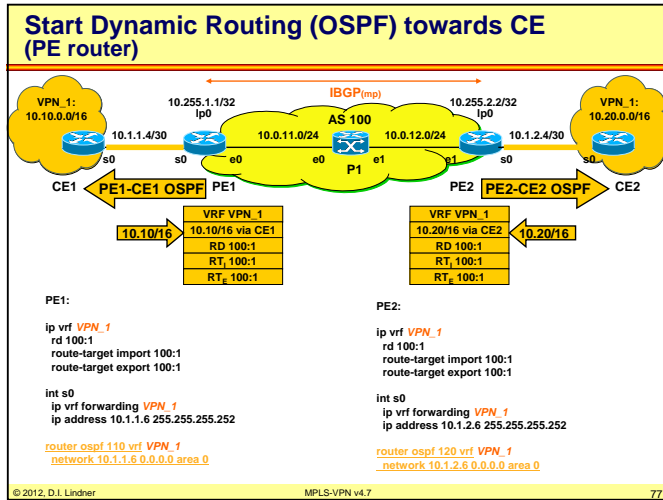 Start Dynamic Routing (OSPF) towards CE
(PE router)
IBGP(mp)
VPN_1:
10.10.0.0/16
10.255.1.1/32
lp0
AS 100
10.255.2.2/32
lp0
VPN_1:
10.20.0.0/16
10.1.1.4/30
10.0.11.0/24
10.0.12.0/24
10.1.2.4/30
s0
s0
e0
e0
e1
e1
s0
s0
P1
CE1
PE1-CE1 OSPF
PE1
PE2
PE2-CE2 OSPF
CE2
10.10/16
VRF VPN_1
10.10/16 via CE1
RD 100:1
RTI 100:1
RTE 100:1
VRF VPN_1
10.20/16 via CE2
RD 100:1
RTI 100:1
RTE 100:1
10.20/16
PE1:
ip vrf VPN_1
rd 100:1
route-target import 100:1
route-target export 100:1
int s0
ip vrf forwarding VPN_1
ip address 10.1.1.6 255.255.255.252
router ospf 110 vrf VPN_1
network 10.1.1.6 0.0.0.0 area 0
PE2:
ip vrf VPN_1
rd 100:1
route-target import 100:1
route-target export 100:1
int s0
ip vrf forwarding VPN_1
ip address 10.1.2.6 255.255.255.252
router ospf 120 vrf VPN_1
network 10.1.2.6 0.0.0.0 area 0
© 2012, D.I. Lindner
MPLS-VPN v4.7
77